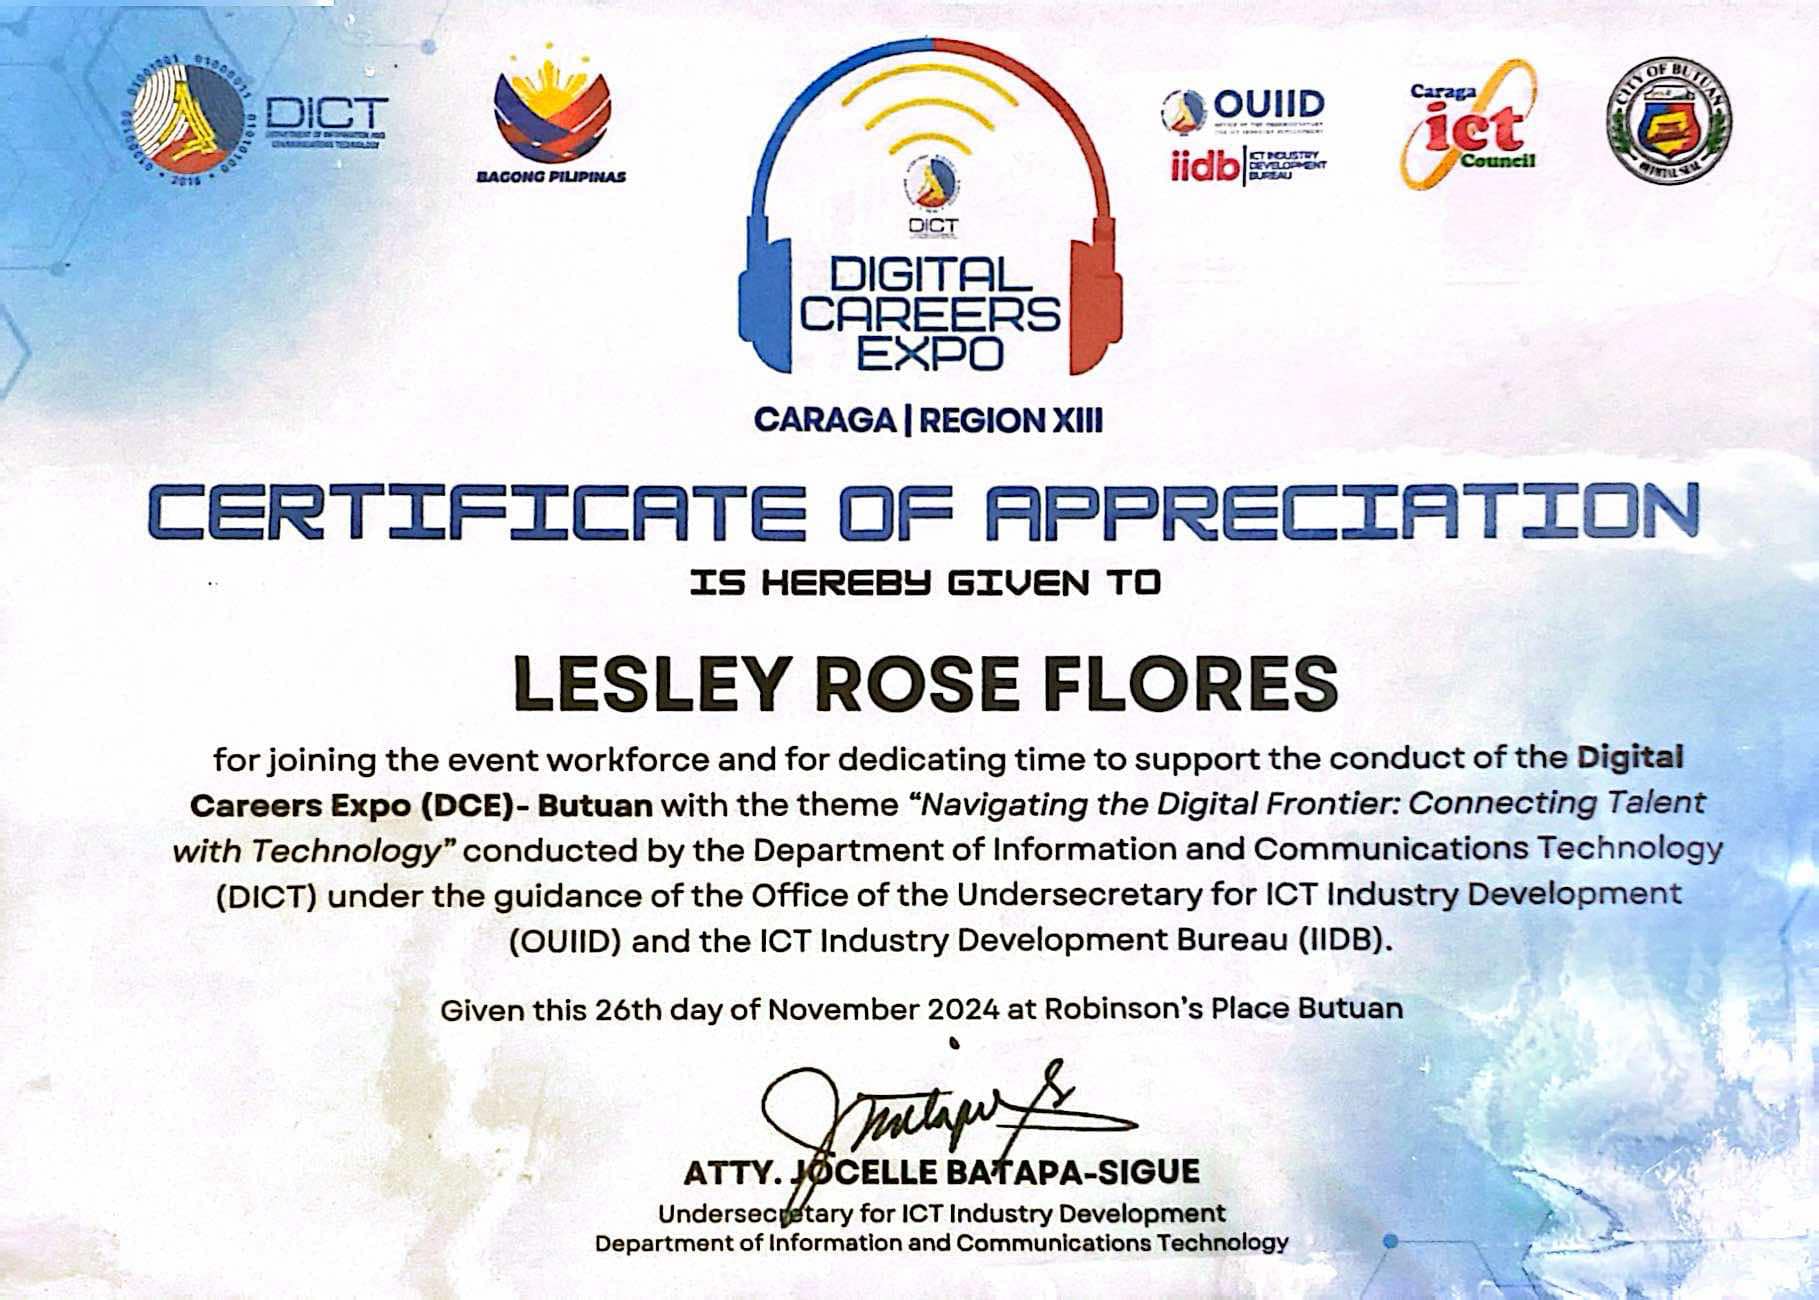 DICT
DEPARTMENT OF INFORMATION AND
COMMUNICATIONS TECHNOLOGY
2016
BAGONG PILIPINAS
DICT
DIGITAL
CAREERS
EXPO
CARAGA | REGION XIII
OUIID
iidb
ICT INDUSTRY
DEVELOPMENT
BUREAU
Caraga
ict
Council
CITY OF BUTUAN
OFFICIAL SEAL
CERTIFICATE OF APPRECIATION
IS HEREBY GIVEN TO
LESLEY ROSE FLORES
for joining the event workforce and for dedicating time to support the conduct of the Digital
Careers Expo (DCE)- Butuan with the theme “Navigating the Digital Frontier: Connecting Talent
with Technology” conducted by the Department of Information and Communications Technology
(DICT) under the guidance of the Office of the Undersecretary for ICT Industry Development
(OUIID) and the ICT Industry Development Bureau (IIDB).
Given this 26th day of November 2024 at Robinson’s Place Butuan
ATTY. JOCELLE BATAPA-SIGUE
Undersecretary for ICT Industry Development
Department of Information and Communications Technology